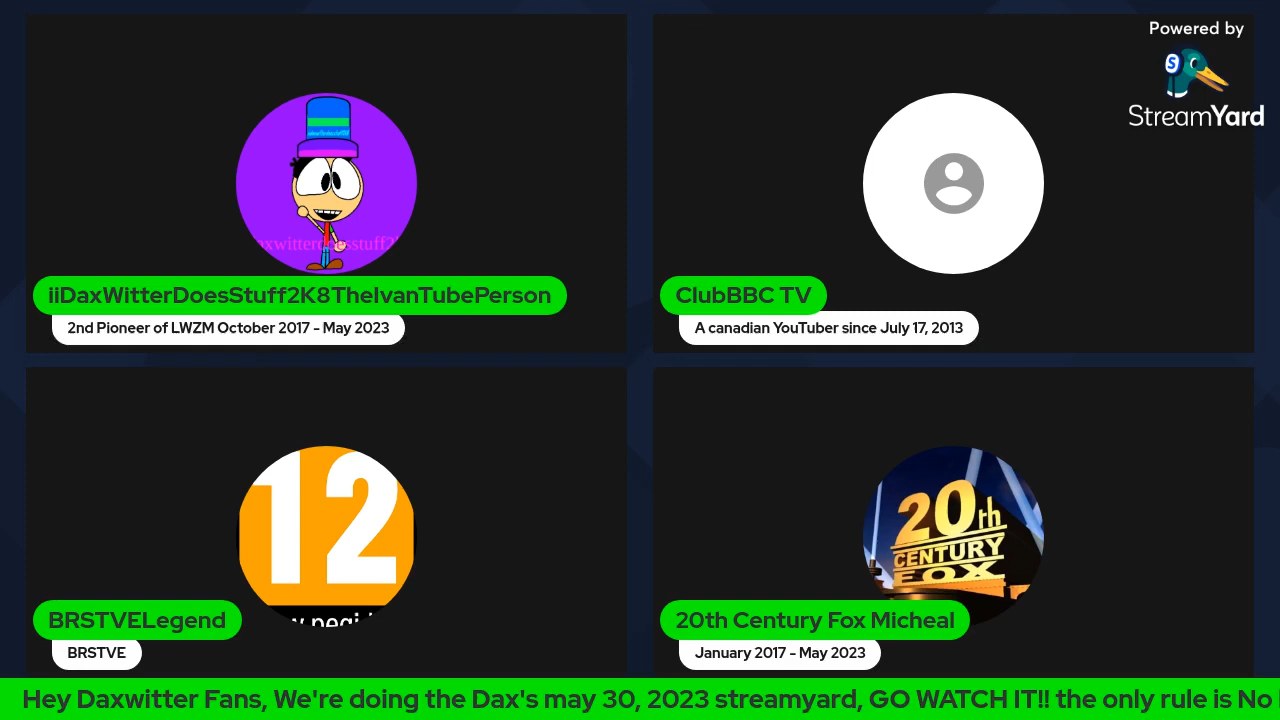 Powered by
S
StreamYard
axwitterdoesstuff2
iiDaxWitterDoesStuff2K8TheIvanTubePerson
2nd Pioneer of LWZM October 2017 - May 2023
ClubBBC TV
A canadian YouTuber since July 17, 2013
12
BRSTVELegend
BRSTVE
20th
CENTURY
FOX
20th Century Fox Micheal
January 2017 - May 2023
Hey Daxwitter Fans, We're doing the Dax's may 30, 2023 streamyard, GO WATCH IT!! the only rule is No